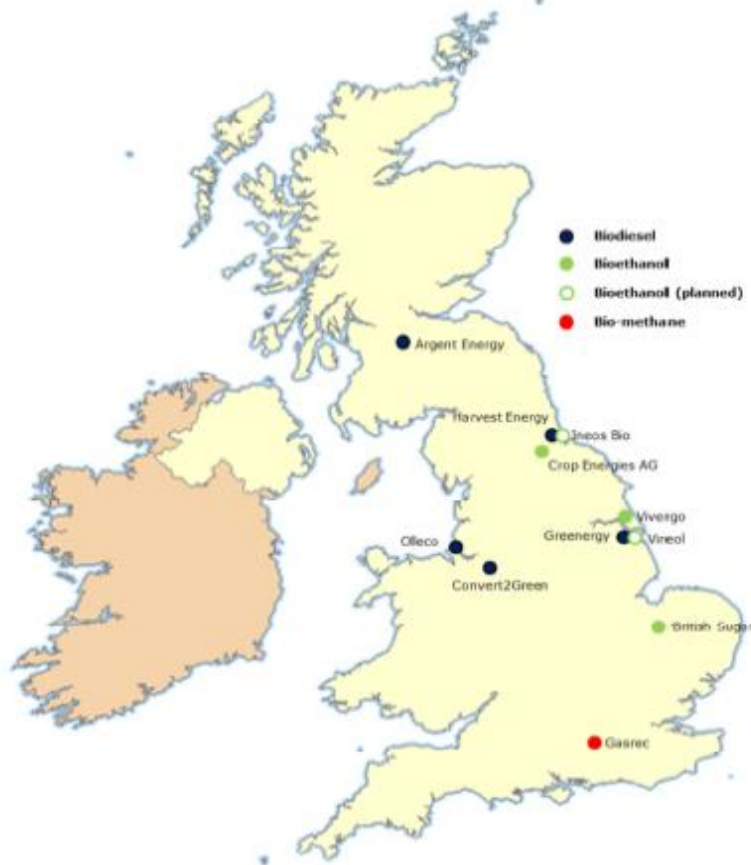 Biodiesel
Bioethanol
Bioethanol (planned)
Bio-methane
Argent Energy
Harvest Energy
Ineos Bio
Crop Energies AG
Vivergo
Greenergy
Vireol
Olleco
Convert2Green
British Sugar
Gasrec